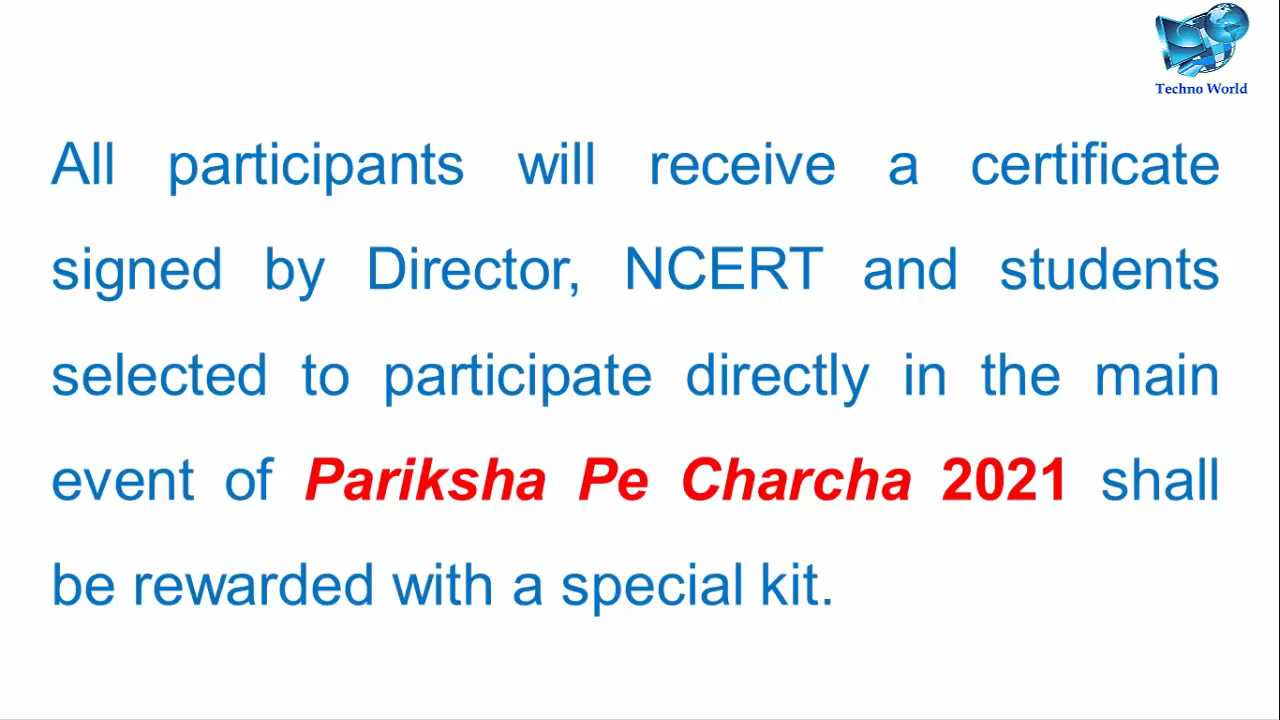 Techno World
All participants will receive a certificate
signed by Director, NCERT and students
selected to participate directly in the main
event of Pariksha Pe Charcha 2021 shall
be rewarded with a special kit.